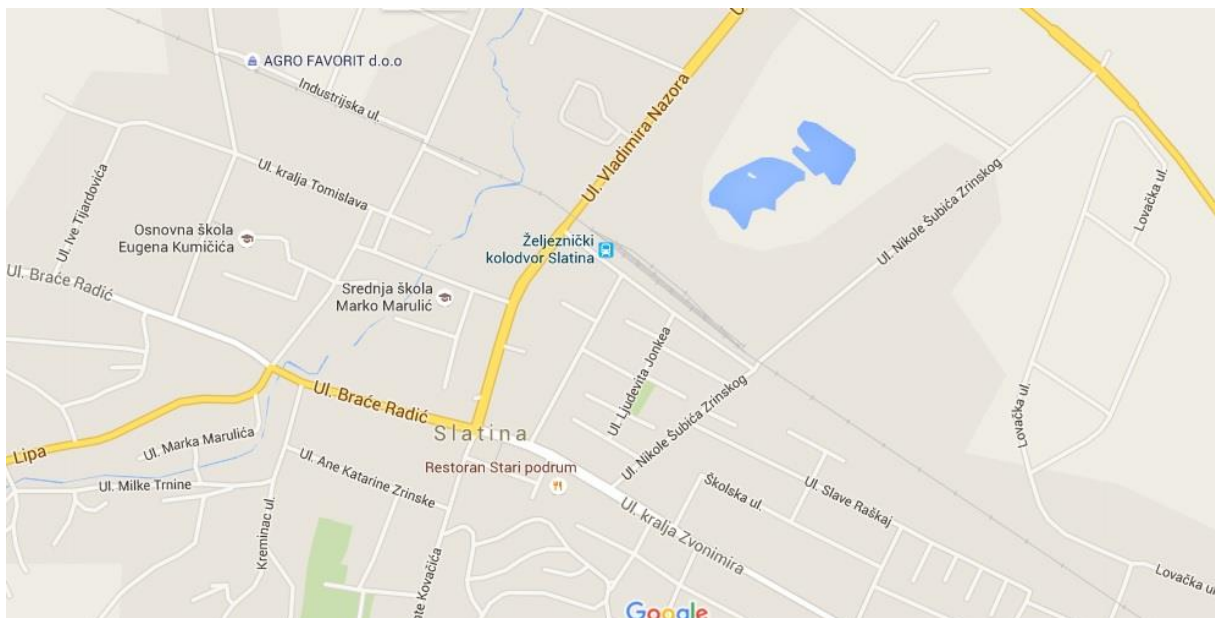 AGRO FAVORIT d.o.o
Industrijska ul.
Ul. Vladimira Nazora
Ul. Ive Tijardovića
Ul. kralja Tomislava
Lovačka ul.
Ul. Nikole Šubića Zrinskog
Osnovna škola
Eugena Kumičića
Željeznički
kolodvor Slatina
Ul. Braće Radić
Srednja škola
Marko Marulić
Ul. Ljudevita Jonkea
Ul. Braće Radić
Ul. Nikole Šubića Zrinskog
Lovačka ul.
Slatina
Lipa
Ul. Marka Marulića
Restoran Stari podrum
Ul. Ane Katarine Zrinske
Ul. Milke Trnine
Školska ul.
Ul. Slave Raškaj
Kreminac ul.
Ul. kralja Zvonimira
nte Kovačića
Lovačka ul.
Google